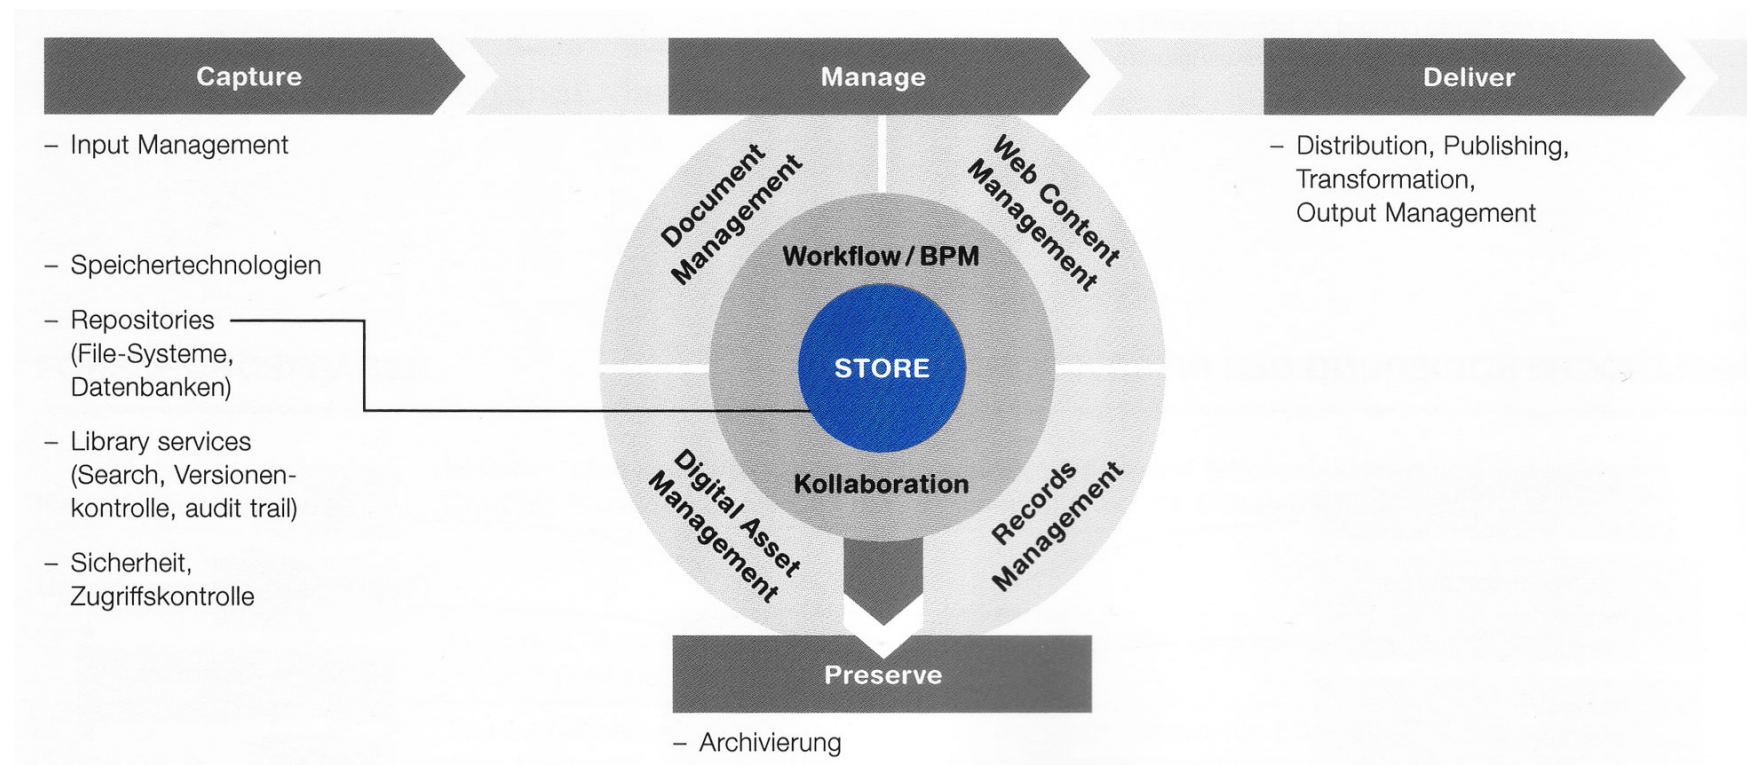 Capture
Manage
Deliver
– Input Management
– Speichertechnologien
– Repositories
(File-Systeme,
Datenbanken)
– Library services
(Search, Versionen-
kontrolle, audit trail)
– Sicherheit,
Zugriffskontrolle
Document
Management
Web Content
Management
Workflow / BPM
STORE
Kollaboration
Digital Asset
Management
Records
Management
– Distribution, Publishing,
Transformation,
Output Management
Preserve
– Archivierung